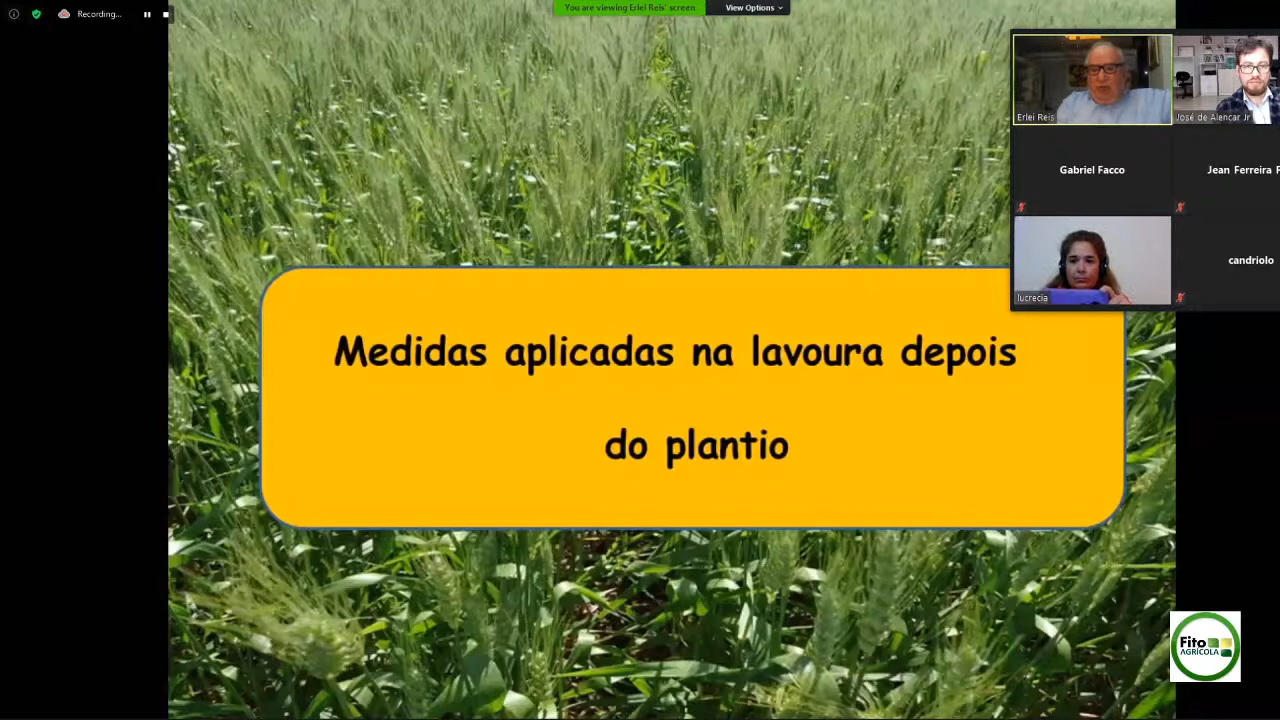 Recording...
You are viewing Erlei Reis' screen
View Options
Erlei Reis
José de Alencar Jr
Gabriel Facco
Jean Ferreira
lucrecia
candriolo
Medidas aplicadas na lavoura depois
do plantio
Fito
AGRÍCOLA